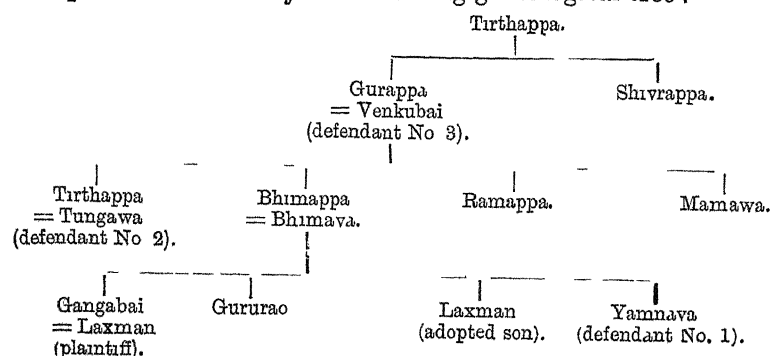 Tirthappa.
Gurappa Shivrappa.
= Venkubai
(defendant No 3).
Tirthappa Bhimappa Ramappa. Mamawa.
= Tungawa = Bhimava.
(defendant No 2).
Gangabai Gururao Laxman Yamnava
= Laxman (adopted son). (defendant No. 1).
(plaintiff).